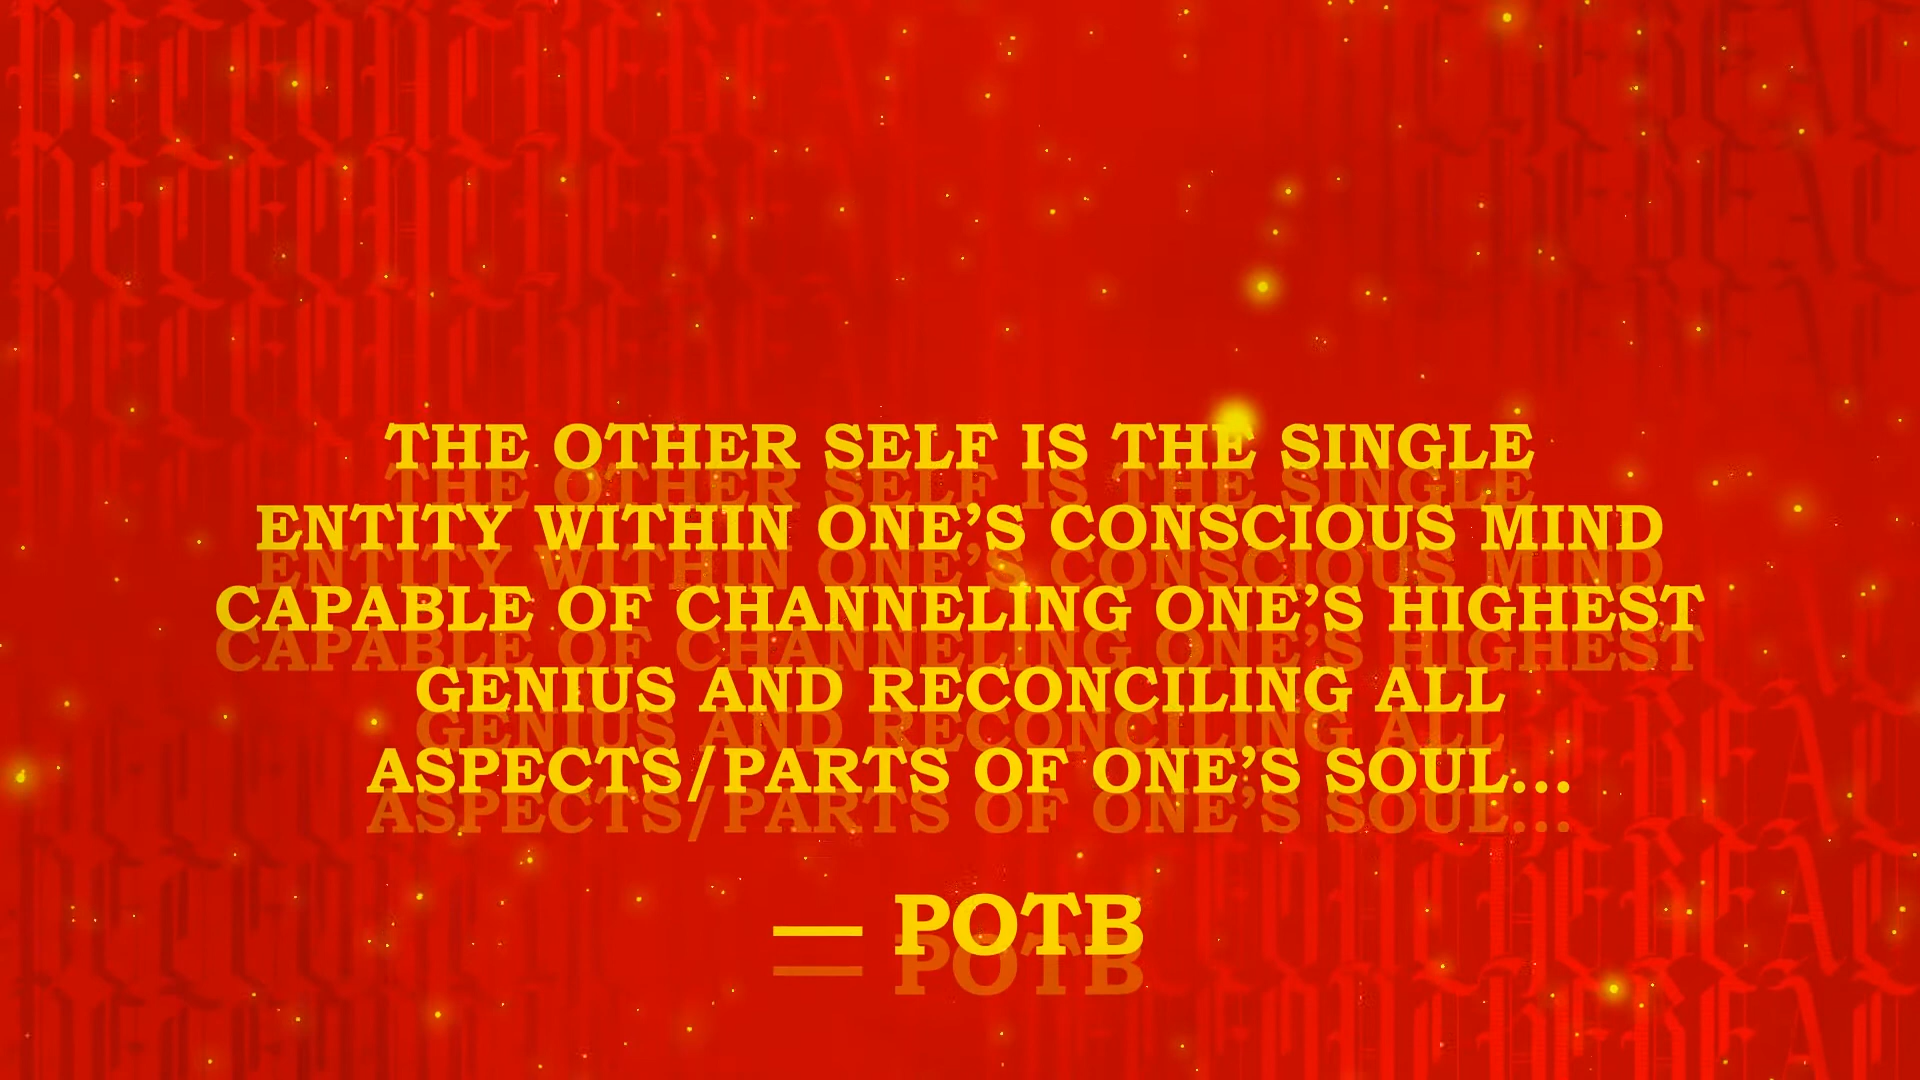 THE OTHER SELF IS THE SINGLE
ENTITY WITHIN ONE’S CONSCIOUS MIND
CAPABLE OF CHANNELING ONE’S HIGHEST
GENIUS AND RECONCILING ALL
ASPECTS/PARTS OF ONE’S SOUL...
— POTB